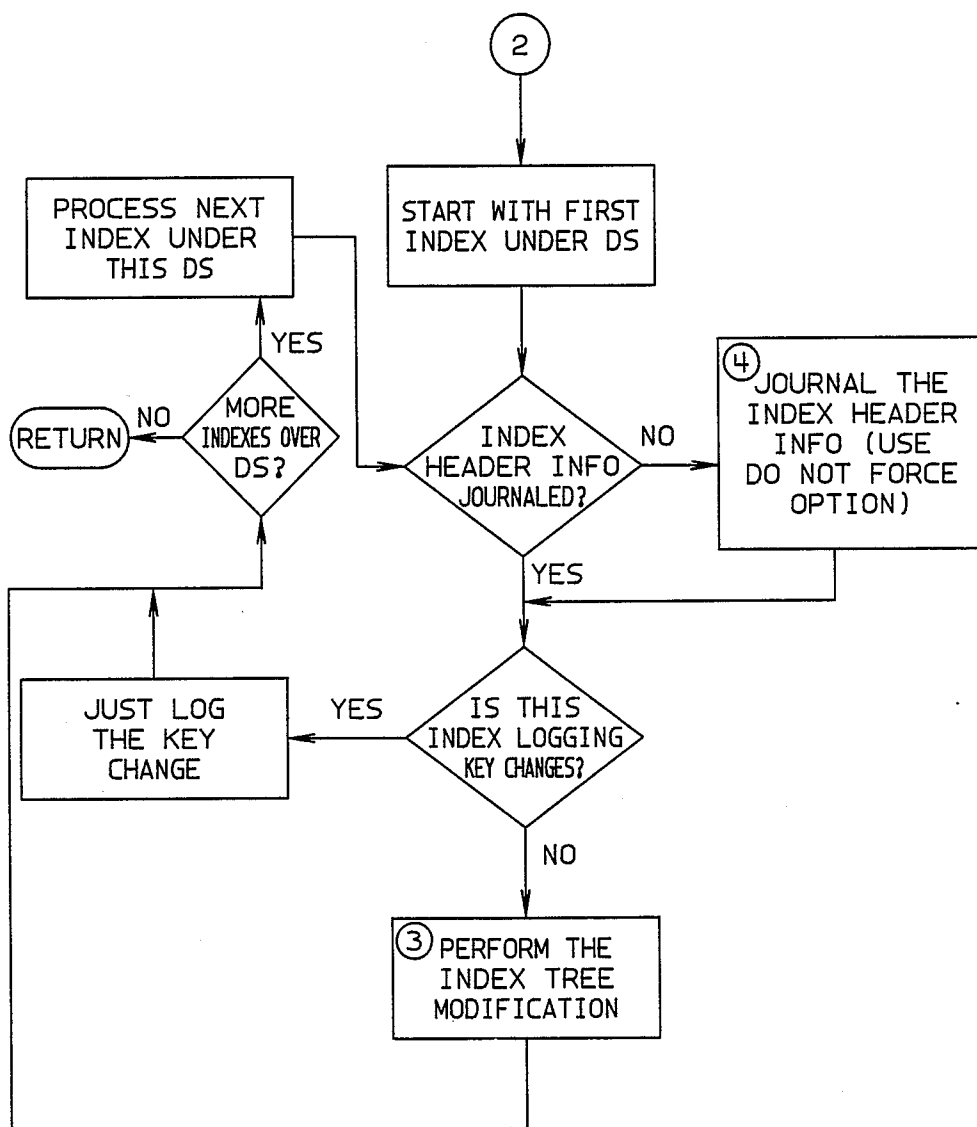 2
START WITH FIRST
INDEX UNDER DS
PROCESS NEXT
INDEX UNDER
THIS DS
YES
MORE
INDEXES OVER
DS?
NO
RETURN
INDEX
HEADER INFO
JOURNALED?
NO
4
JOURNAL THE
INDEX HEADER
INFO (USE
DO NOT FORCE
OPTION)
YES
IS THIS
INDEX LOGGING
KEY CHANGES?
YES
JUST LOG
THE KEY
CHANGE
NO
3
PERFORM THE
INDEX TREE
MODIFICATION